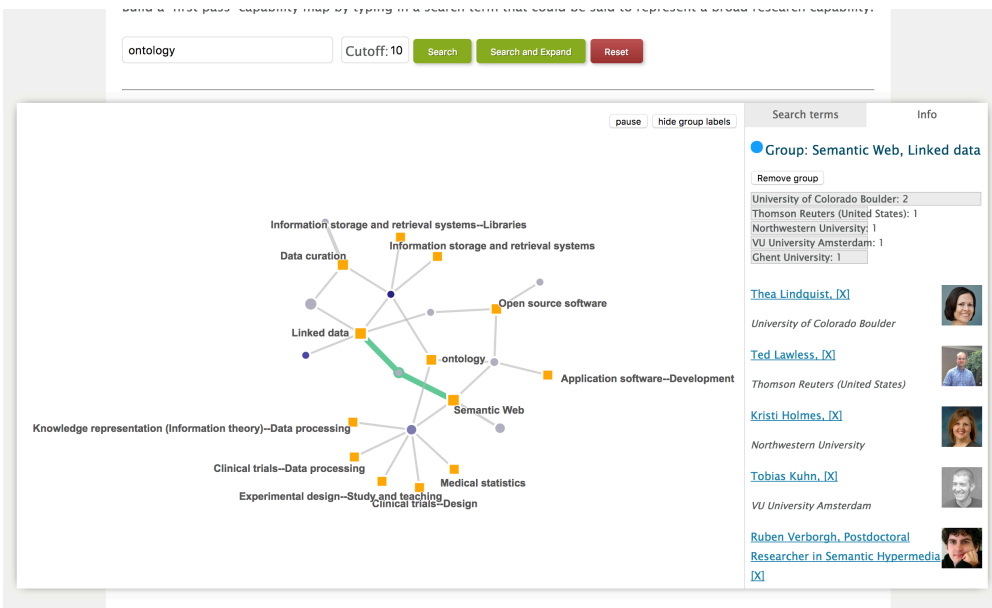 Build a 'first pass' capability map by typing in a search term that could be said to represent a broad research capability.
ontology
Cutoff: 10
Search
Search and Expand
Reset
pause
hide group labels
Search terms
Info
Group: Semantic Web, Linked data
Remove group
University of Colorado Boulder: 2
Thomson Reuters (United States): 1
Northwestern University: 1
VU University Amsterdam: 1
Ghent University: 1
Thea Lindquist, [X]
University of Colorado Boulder
Ted Lawless, [X]
Thomson Reuters (United States)
Kristi Holmes, [X]
Northwestern University
Tobias Kuhn, [X]
VU University Amsterdam
Ruben Verborgh, Postdoctoral
Researcher in Semantic Hypermedia
[X]
Information storage and retrieval systems--Libraries
Information storage and retrieval systems
Data curation
Open source software
Linked data
ontology
Application software--Development
Semantic Web
Knowledge representation (Information theory)--Data processing
Clinical trials--Data processing
Medical statistics
Experimental design--Study and teaching
Clinical trials--Design